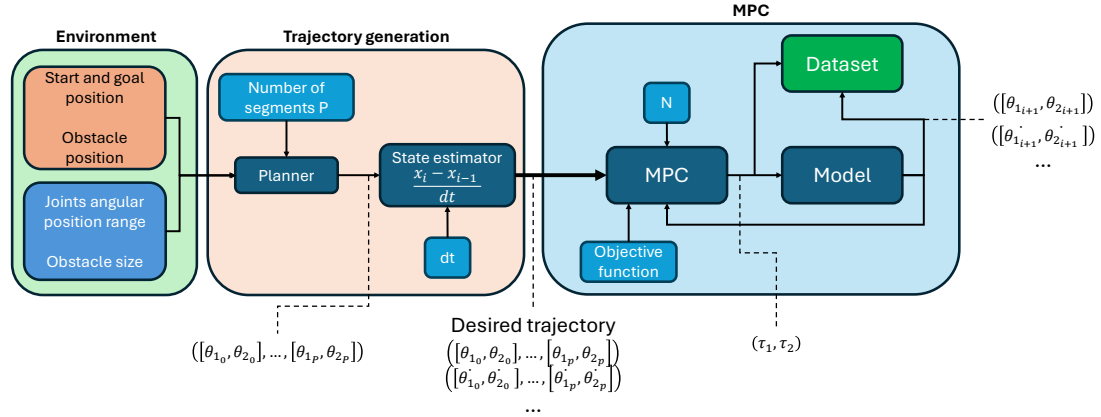 Environment
Start and goal
position
Obstacle
position
Joints angular
position range
Obstacle size
Trajectory generation
Number of
segments P
Planner
State estimator
x_i − x_{i−1}
dt
dt
([θ_{1_0}, θ_{2_0}], …, [θ_{1_P}, θ_{2_P}])
Desired trajectory
([θ_{1_0}, θ_{2_0}], …, [θ_{1_p}, θ_{2_p}])
([θ̇_{1_0}, θ̇_{2_0}], …, [θ̇_{1_p}, θ̇_{2_p}])
...
MPC
N
MPC
Objective
function
Dataset
Model
(τ_1, τ_2)
([θ_{1_{i+1}}, θ_{2_{i+1}}])
([θ̇_{1_{i+1}}, θ̇_{2_{i+1}}])
...